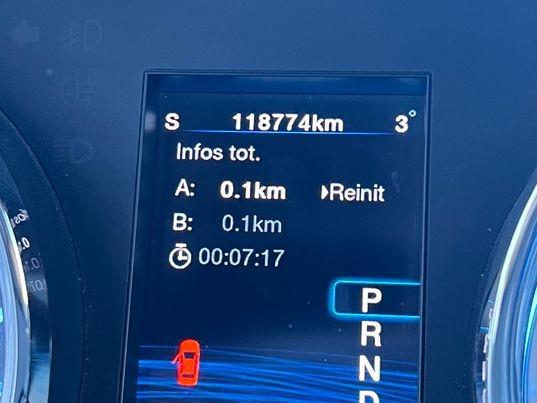 S 118774km 3°
Infos tot.
A: 0.1km Reinit
B: 0.1km
00:07:17
P
R
N
D